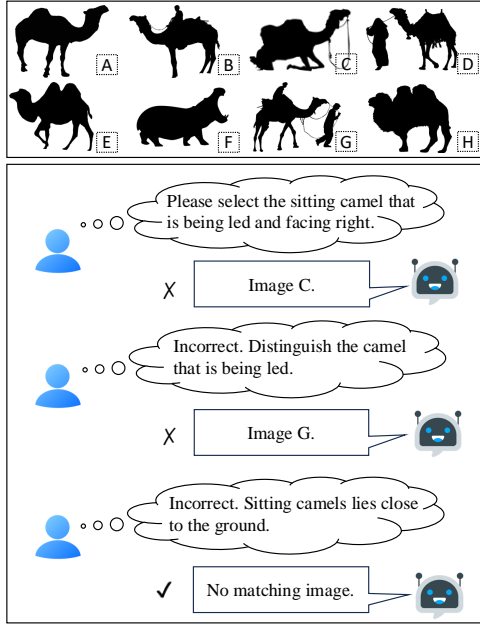 A
B
C
D
E
F
G
H
Please select the sitting camel that
is being led and facing right.
Image C.
Incorrect. Distinguish the camel
that is being led.
Image G.
Incorrect. Sitting camels lies close
to the ground.
No matching image.